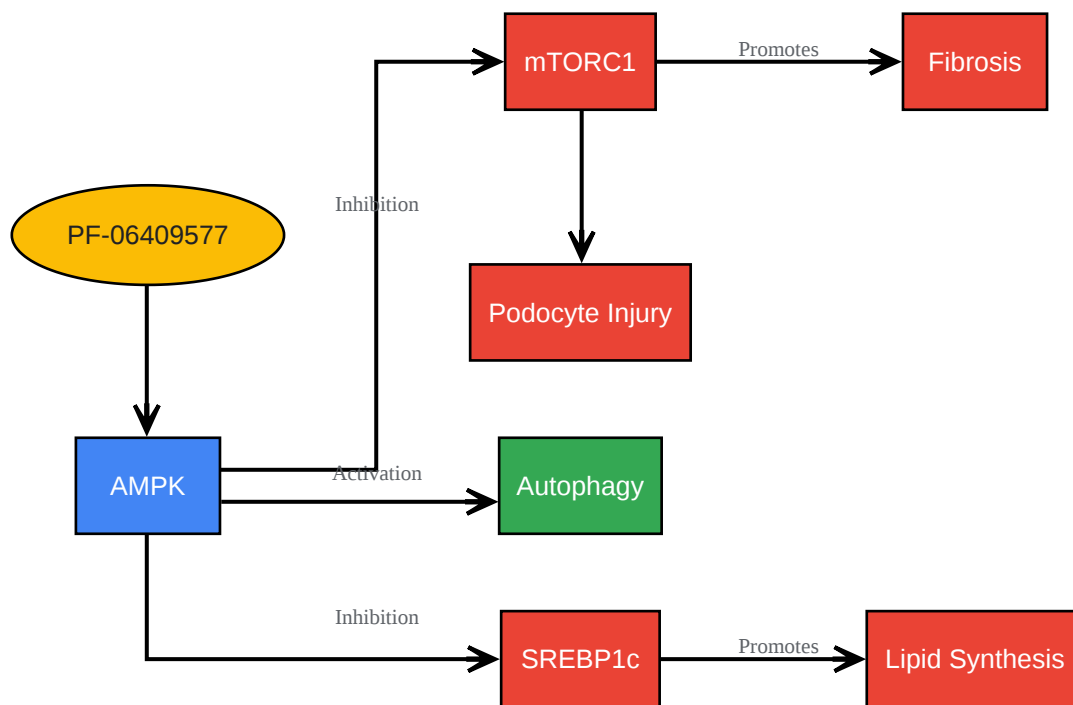 mTORC1
Promotes
Fibrosis
Inhibition
PF-06409577
Podocyte Injury
AMPK
Activation
Autophagy
Inhibition
SREBP1c
Promotes
Lipid Synthesis